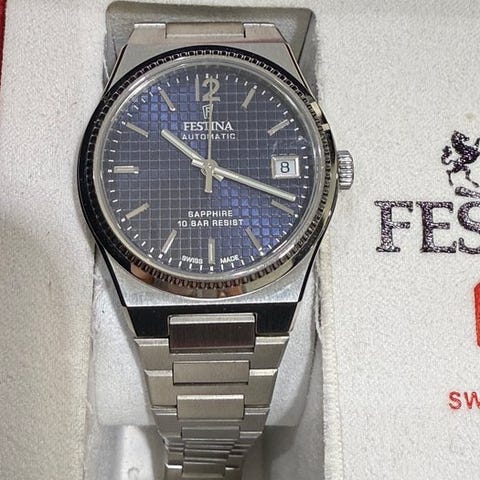 12
F
FESTINA
AUTOMATIC
8
SAPPHIRE
10 BAR RESIST
SWISS MADE
FES
SW